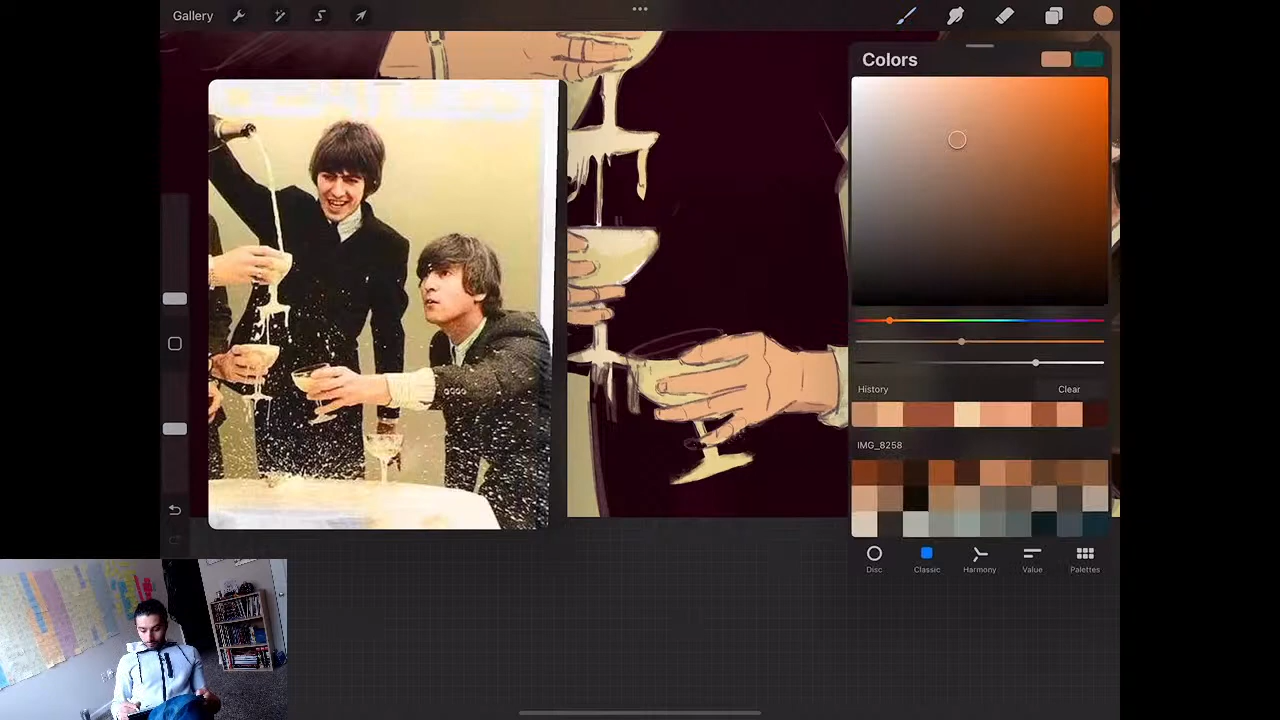 Gallery
Colors
History
Clear
IMG_8258
Disc
Classic
Harmony
Value
Palettes